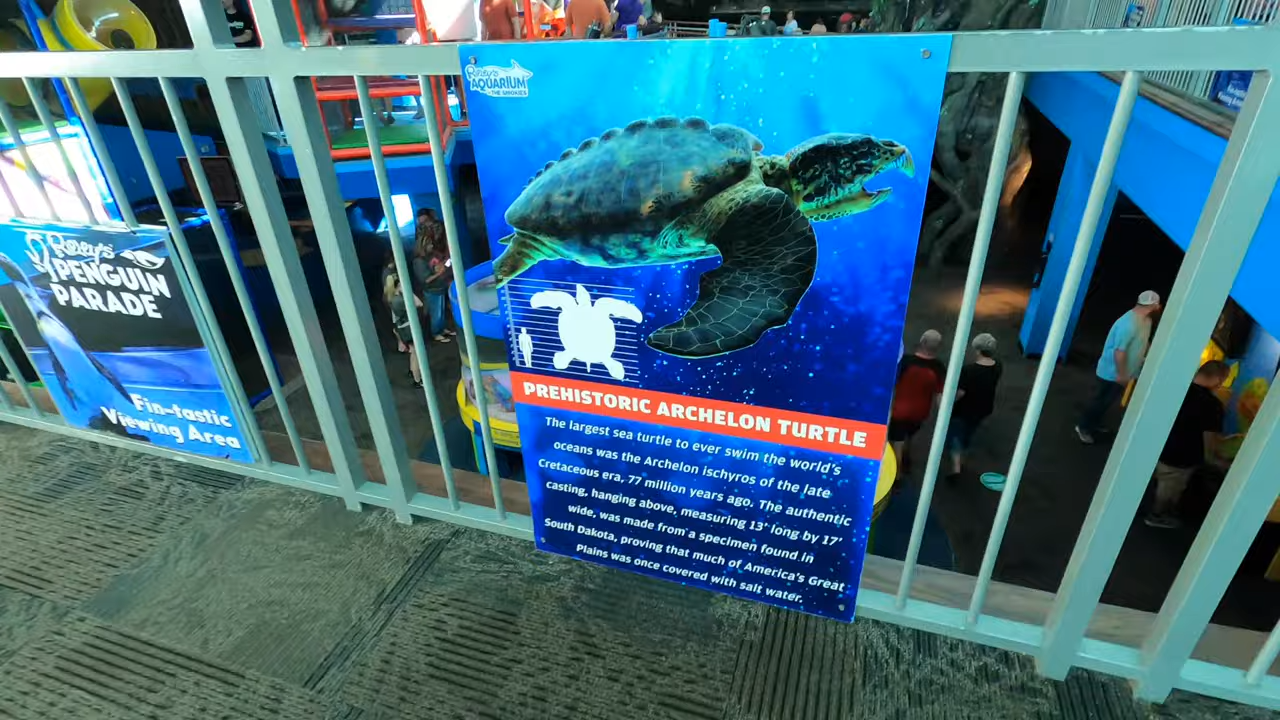 Ripley's
AQUARIUM
OF THE SMOKIES
PREHISTORIC ARCHELON TURTLE
The largest sea turtle to ever swim the world's
oceans was the Archelon ischyros of the late
Cretaceous era, 77 million years ago. The authentic
casting, hanging above, measuring 13' long by 17'
wide, was made from a specimen found in
South Dakota, proving that much of America's Great
Plains was once covered with salt water.
Ripley's
PENGUIN
PARADE
Fin-tastic
Viewing Area